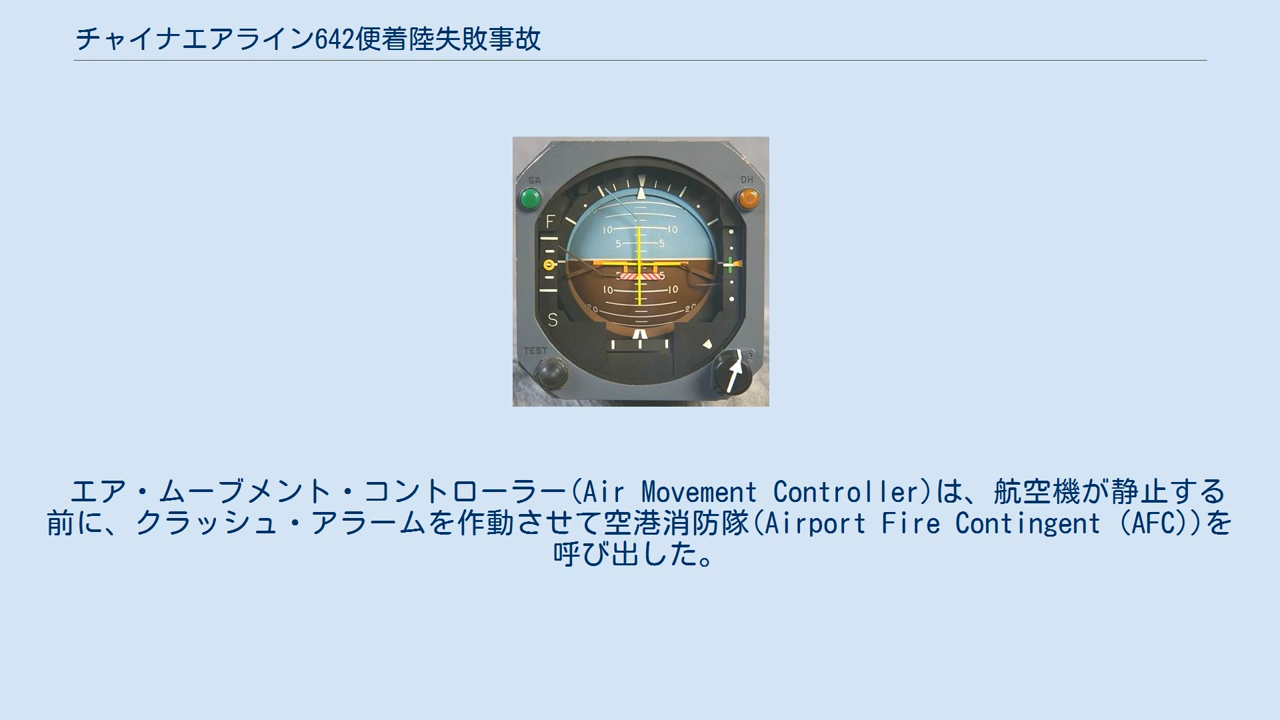 チャイナエアライン642便着陸失敗事故
GA
DH
F
10 10
5 5
5
10 10
20 20
S
TEST
エア・ムーブメント・コントローラー(Air Movement Controller)は、航空機が静止する
前に、クラッシュ・アラームを作動させて空港消防隊(Airport Fire Contingent (AFC))を
呼び出した。